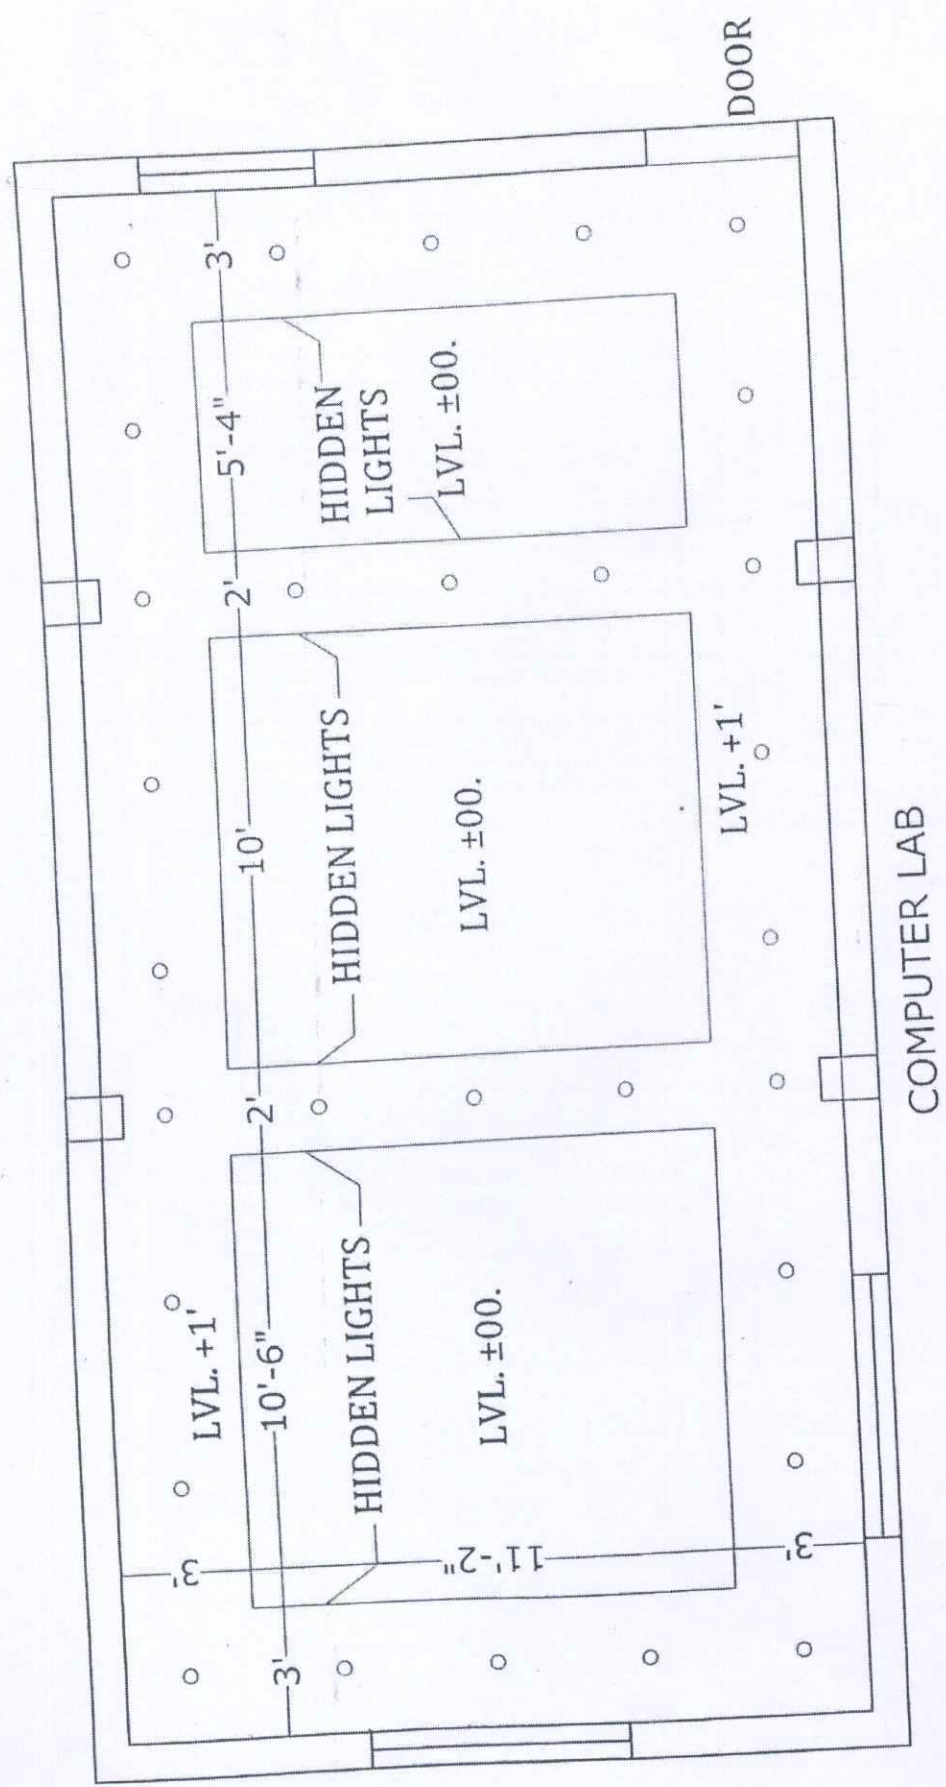 3'
10'-6"
2'
10'
2'
5'-4"
3'
3'
11'-2"
3'
LVL. +1'
HIDDEN LIGHTS
LVL. ±00.
HIDDEN LIGHTS
LVL. ±00.
HIDDEN
LIGHTS
LVL. ±00.
LVL. +1'
DOOR
COMPUTER LAB